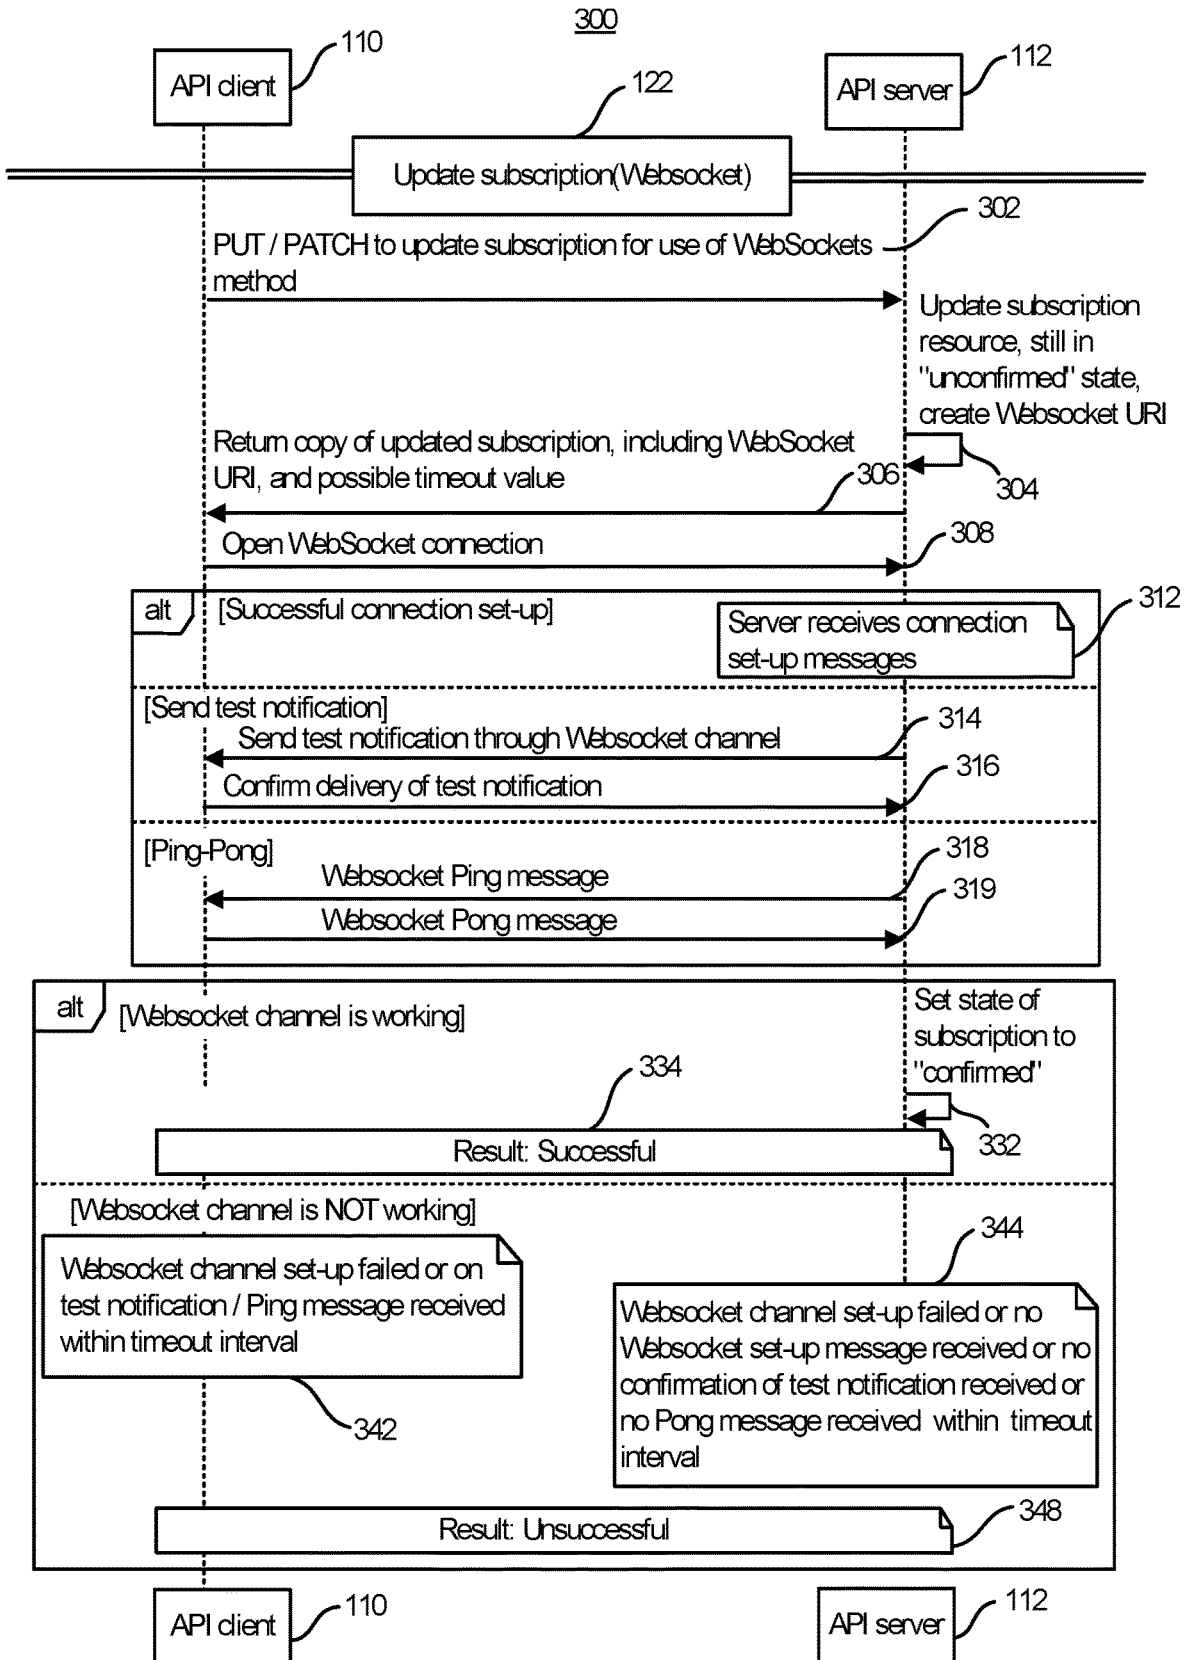 300
110
API client
112
API server
122
Update subscription(Websocket)
302
PUT / PATCH to update subscription for use of WebSockets
method
Update subscription
resource, still in
"unconfirmed" state,
create Websocket URI
304
Return copy of updated subscription, including WebSocket
URI, and possible timeout value
306
Open WebSocket connection
308
alt
[Successful connection set-up]
Server receives connection
set-up messages
312
[Send test notification]
Send test notification through Websocket channel
314
Confirm delivery of test notification
316
[Ping-Pong]
Websocket Ping message
318
Websocket Pong message
319
alt
[Websocket channel is working]
Set state of
subscription to
"confirmed"
332
334
Result: Successful
[Websocket channel is NOT working]
Websocket channel set-up failed or on
test notification / Ping message received
within timeout interval
342
344
Websocket channel set-up failed or no
Websocket set-up message received or no
confirmation of test notification received or
no Pong message received within timeout
interval
Result: Unsuccessful
348
API client
110
API server
112